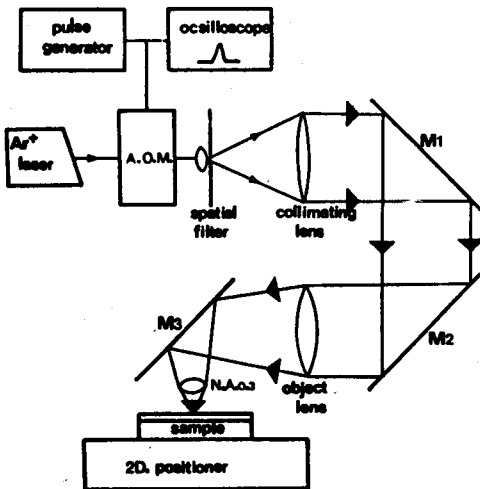 pulse
generator
ocsilloscope
Ar+
laser
A.O.M.
spatial
filter
collimating
lens
M1
M2
M3
N.A.0.3
object
lens
sample
2D. positioner